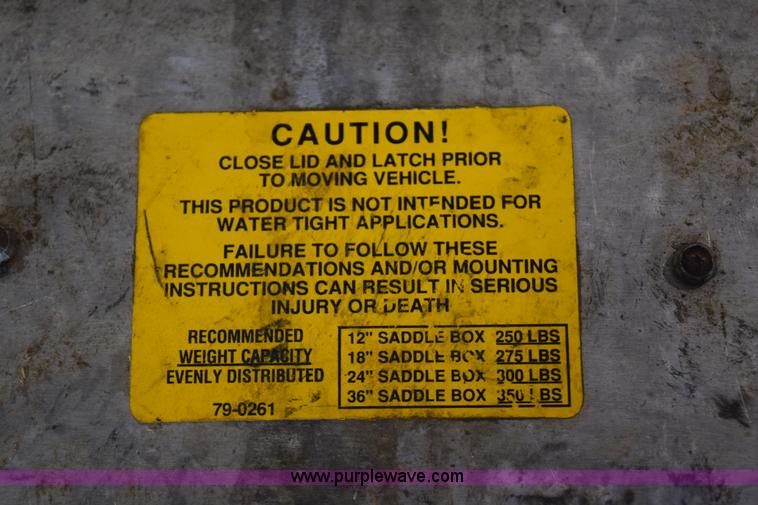 CAUTION!
CLOSE LID AND LATCH PRIOR
TO MOVING VEHICLE.
THIS PRODUCT IS NOT INTENDED FOR
WATER TIGHT APPLICATIONS.
FAILURE TO FOLLOW THESE
RECOMMENDATIONS AND/OR MOUNTING
INSTRUCTIONS CAN RESULT IN SERIOUS
INJURY OR DEATH
RECOMMENDED
WEIGHT CAPACITY
EVENLY DISTRIBUTED
79-0261
12" SADDLE BOX 250 LBS
18" SADDLE BOX 275 LBS
24" SADDLE BOX 300 LBS
36" SADDLE BOX 350 LBS
www.purplewave.com